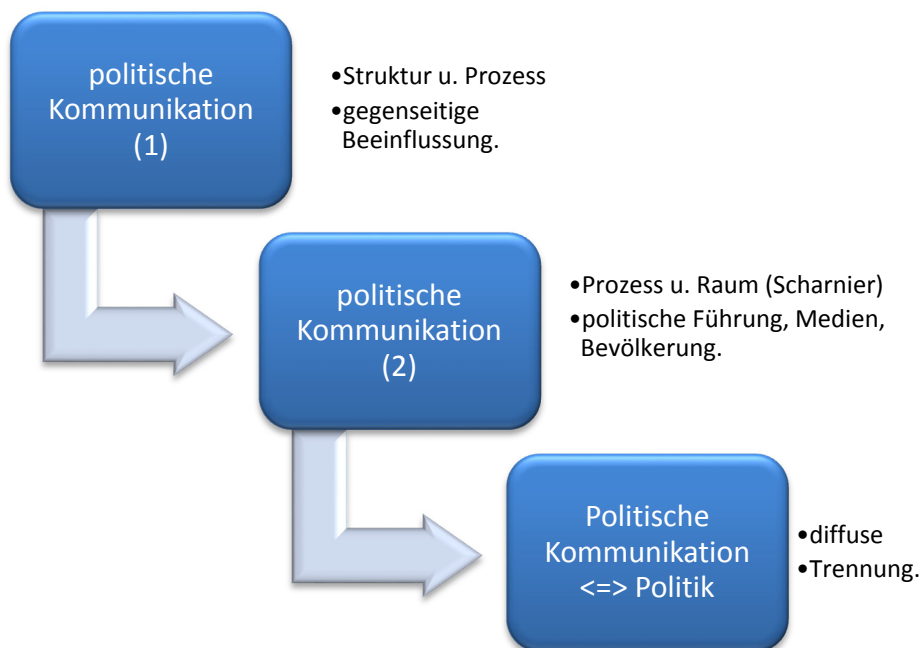 politische
Kommunikation
(1)
•Struktur u. Prozess
•gegenseitige
Beeinflussung.
politische
Kommunikation
(2)
•Prozess u. Raum (Scharnier)
•politische Führung, Medien,
Bevölkerung.
Politische
Kommunikation
<=> Politik
•diffuse
•Trennung.